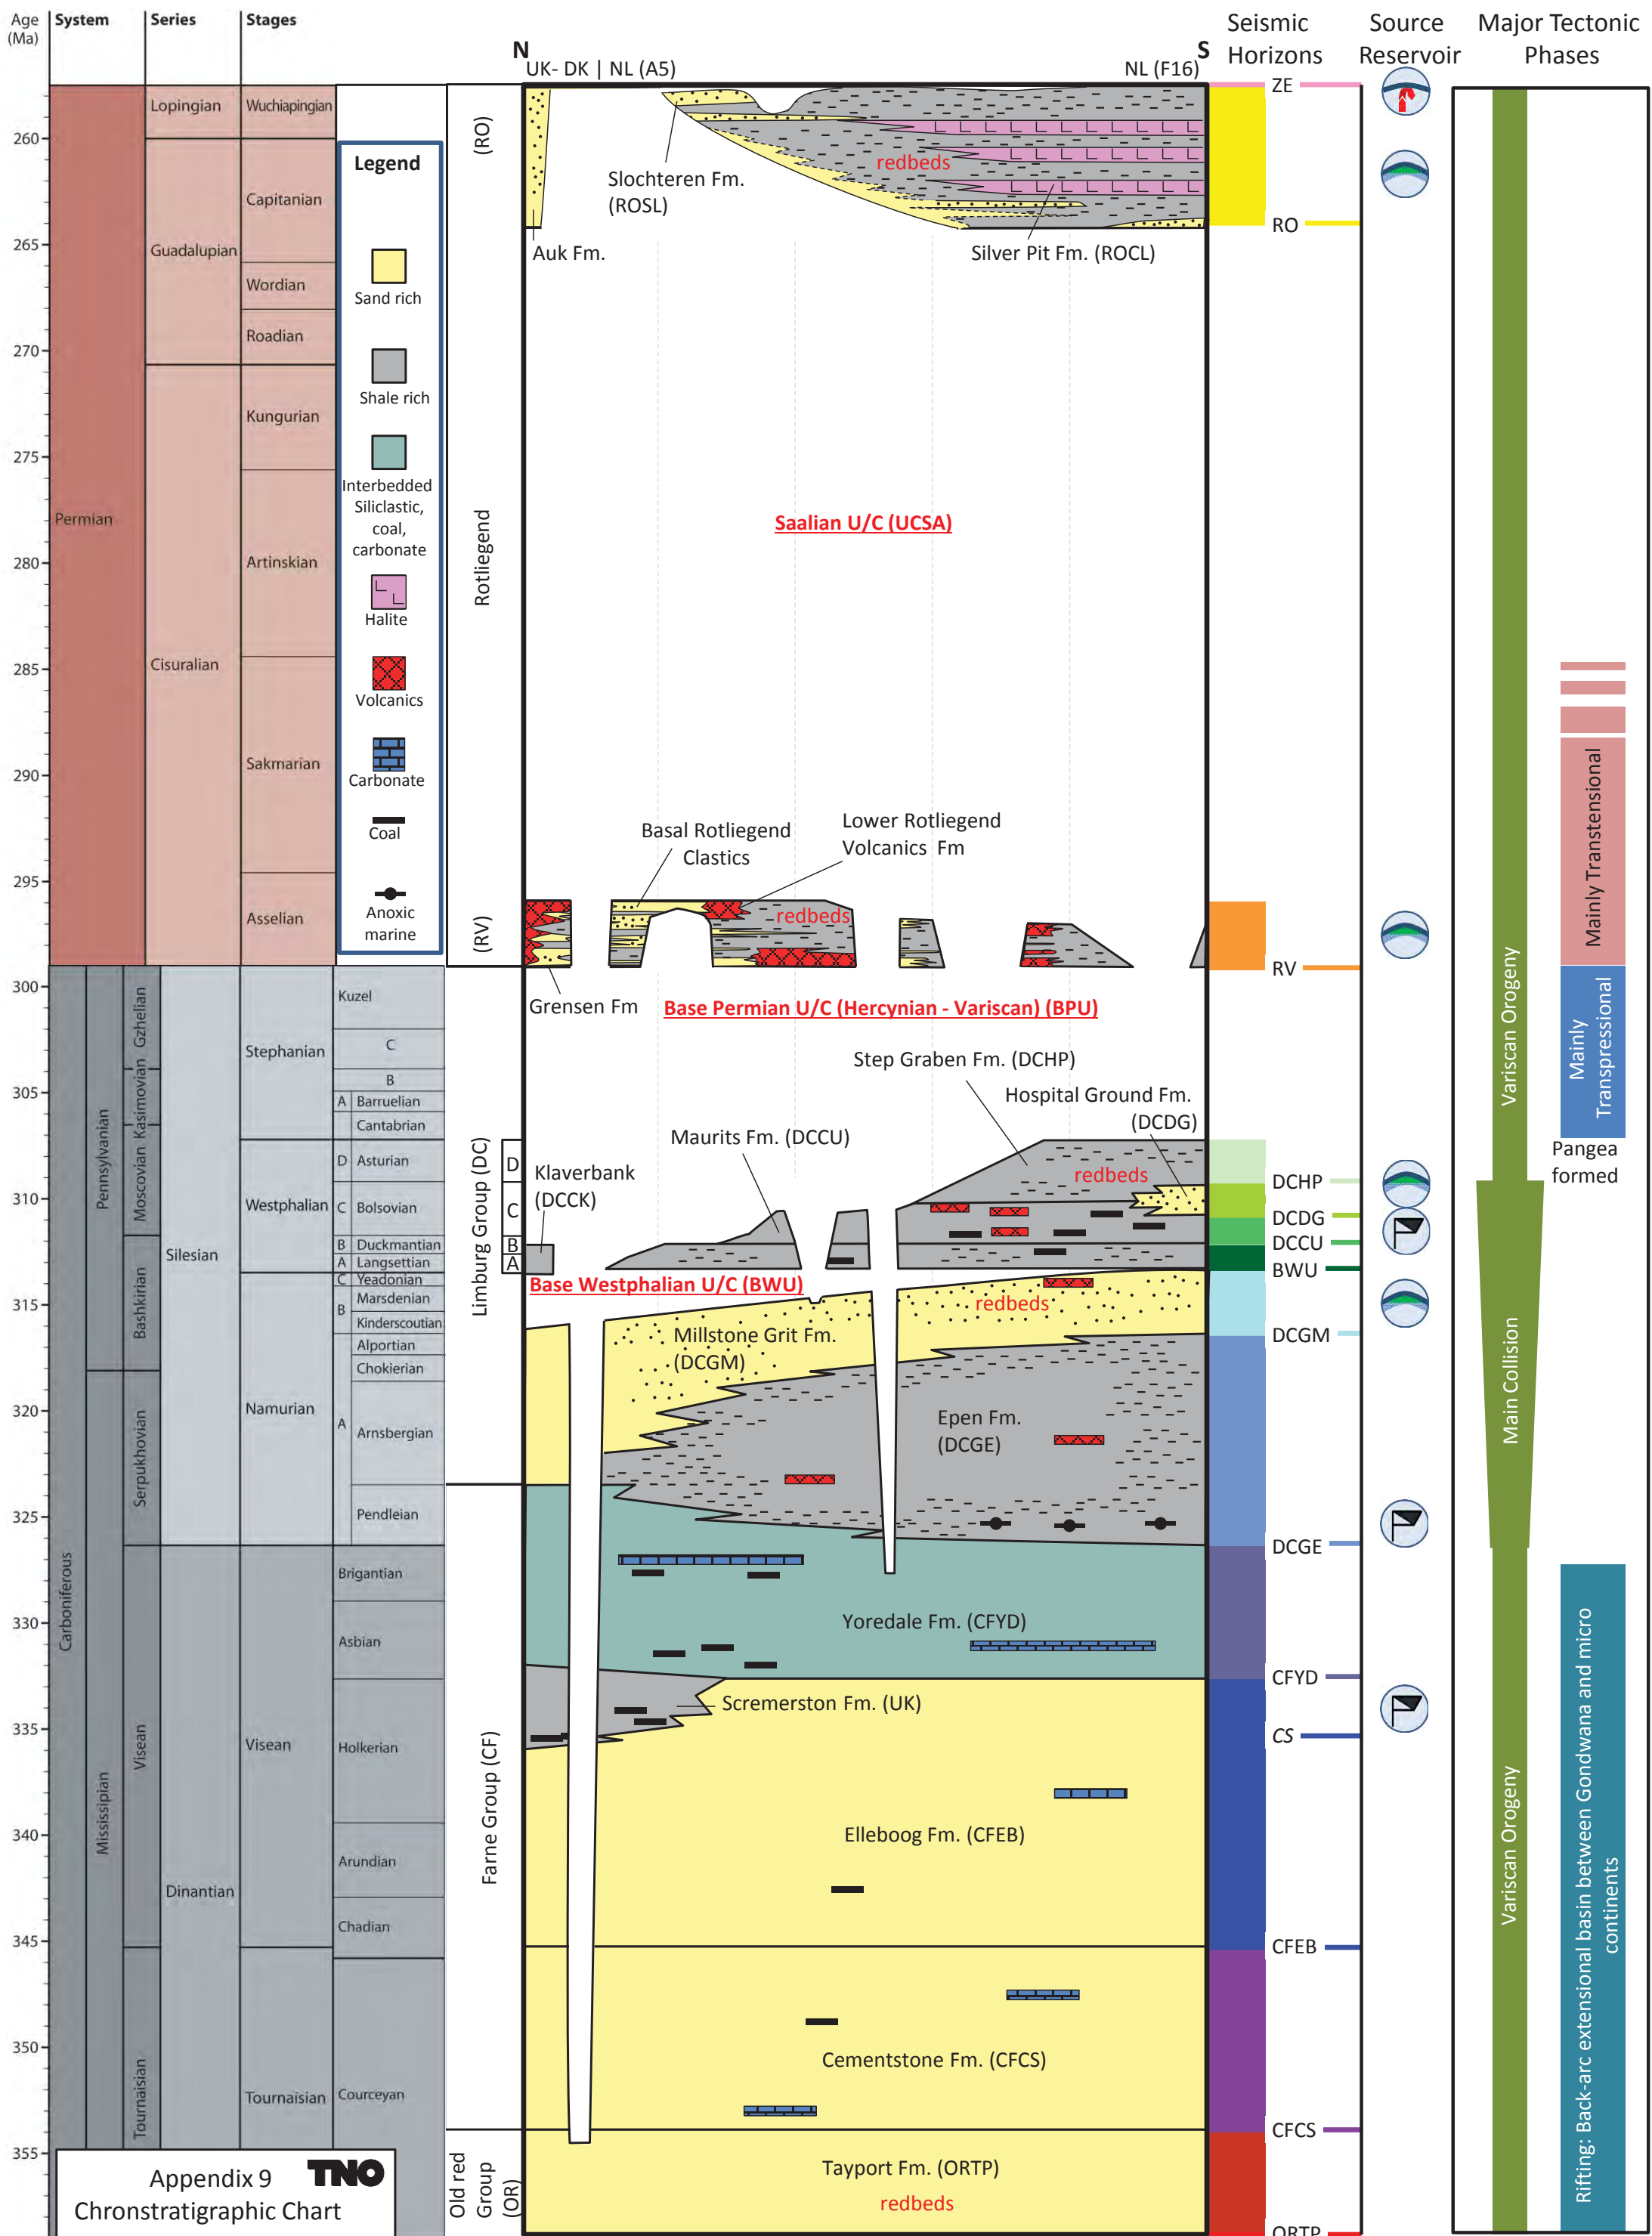 Age
(Ma)
System
Series
Stages
N
S
UK- DK | NL (A5)
NL (F16)
Seismic
Horizons
Source
Reservoir
Major Tectonic
Phases
260
265
270
275
280
285
290
295
300
305
310
315
320
325
330
335
340
345
350
355
Permian
Carboniferous
Pennsylvanian
Mississipian
Lopingian
Guadalupian
Cisuralian
Gzhelian
Kasimovian
Moscovian
Bashkirian
Serpukhovian
Visean
Tournaisian
Silesian
Dinantian
Wuchiapingian
Capitanian
Wordian
Roadian
Kungurian
Artinskian
Sakmarian
Asselian
Stephanian
Westphalian
Namurian
Visean
Tournaisian
Kuzel
C
B
A Barruelian
Cantabrian
D Asturian
C Bolsovian
B Duckmantian
A Langsettian
C Yeadonian
B
Marsdenian
Kinderscoutian
Alportian
Chokierian
A
Arnsbergian
Pendleian
Brigantian
Asbian
Holkerian
Arundian
Chadian
Courceyan
Legend
Sand rich
Shale rich
Interbedded
Siliclastic,
coal,
carbonate
Halite
Volcanics
Carbonate
Coal
Anoxic
marine
(RO)
Rotliegend
(RV)
Limburg Group (DC)
D
C
B
A
Farne Group (CF)
Old red
Group
(OR)
redbeds
Slochteren Fm.
(ROSL)
Auk Fm.
Silver Pit Fm. (ROCL)
Saalian U/C (UCSA)
Basal Rotliegend
Clastics
Lower Rotliegend
Volcanics Fm
redbeds
Grensen Fm
Base Permian U/C (Hercynian - Variscan) (BPU)
Step Graben Fm. (DCHP)
Hospital Ground Fm.
(DCDG)
Maurits Fm. (DCCU)
Klaverbank
(DCCK)
redbeds
Base Westphalian U/C (BWU)
redbeds
Millstone Grit Fm.
(DCGM)
Epen Fm.
(DCGE)
Yoredale Fm. (CFYD)
Scremerston Fm. (UK)
Elleboog Fm. (CFEB)
Cementstone Fm. (CFCS)
Tayport Fm. (ORTP)
redbeds
ZE
RO
RV
DCHP
DCDG
DCCU
BWU
DCGM
DCGE
CFYD
CS
CFEB
CFCS
ORTP
Variscan Orogeny
Main Collision
Variscan Orogeny
Mainly Transtensional
Mainly
Transpressional
Pangea
formed
Rifting: Back-arc extensional basin between Gondwana and micro
continents
Appendix 9 TNO
Chronstratigraphic Chart